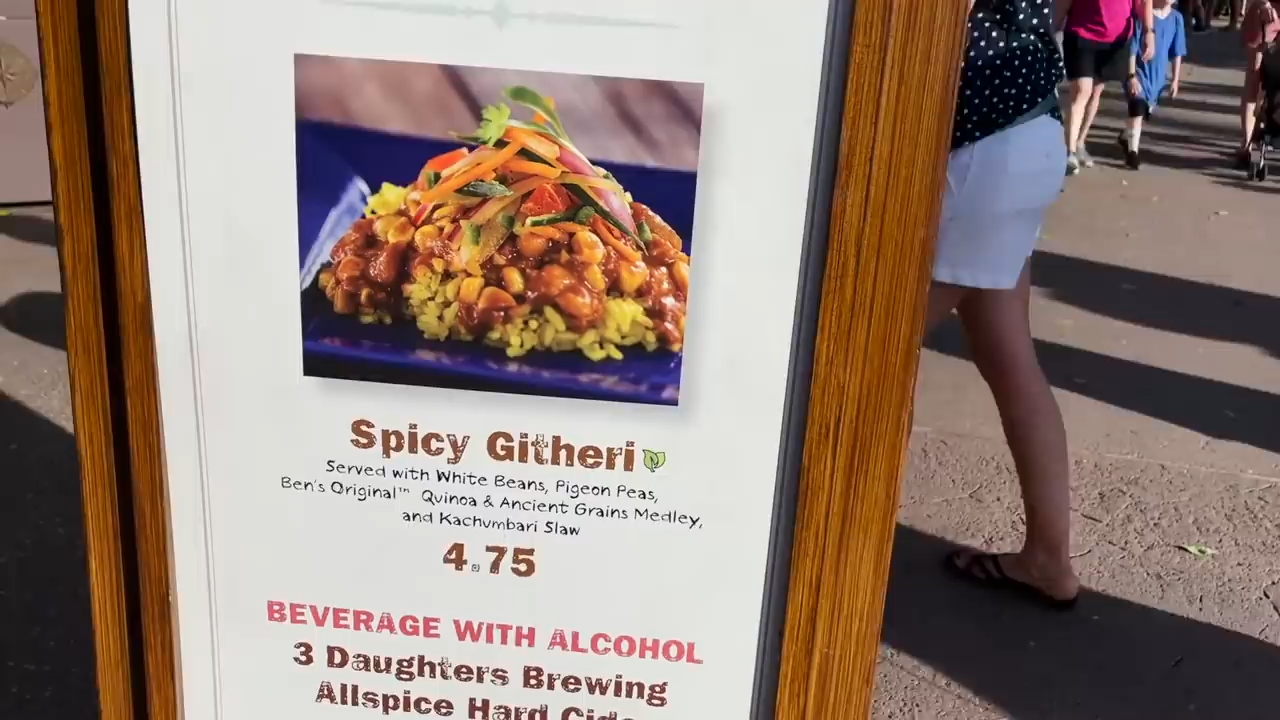 Spicy Githeri
Served with White Beans, Pigeon Peas,
Ben's Original™ Quinoa & Ancient Grains Medley,
and Kachumbari Slaw
4.75
BEVERAGE WITH ALCOHOL
3 Daughters Brewing
Allspice Hard